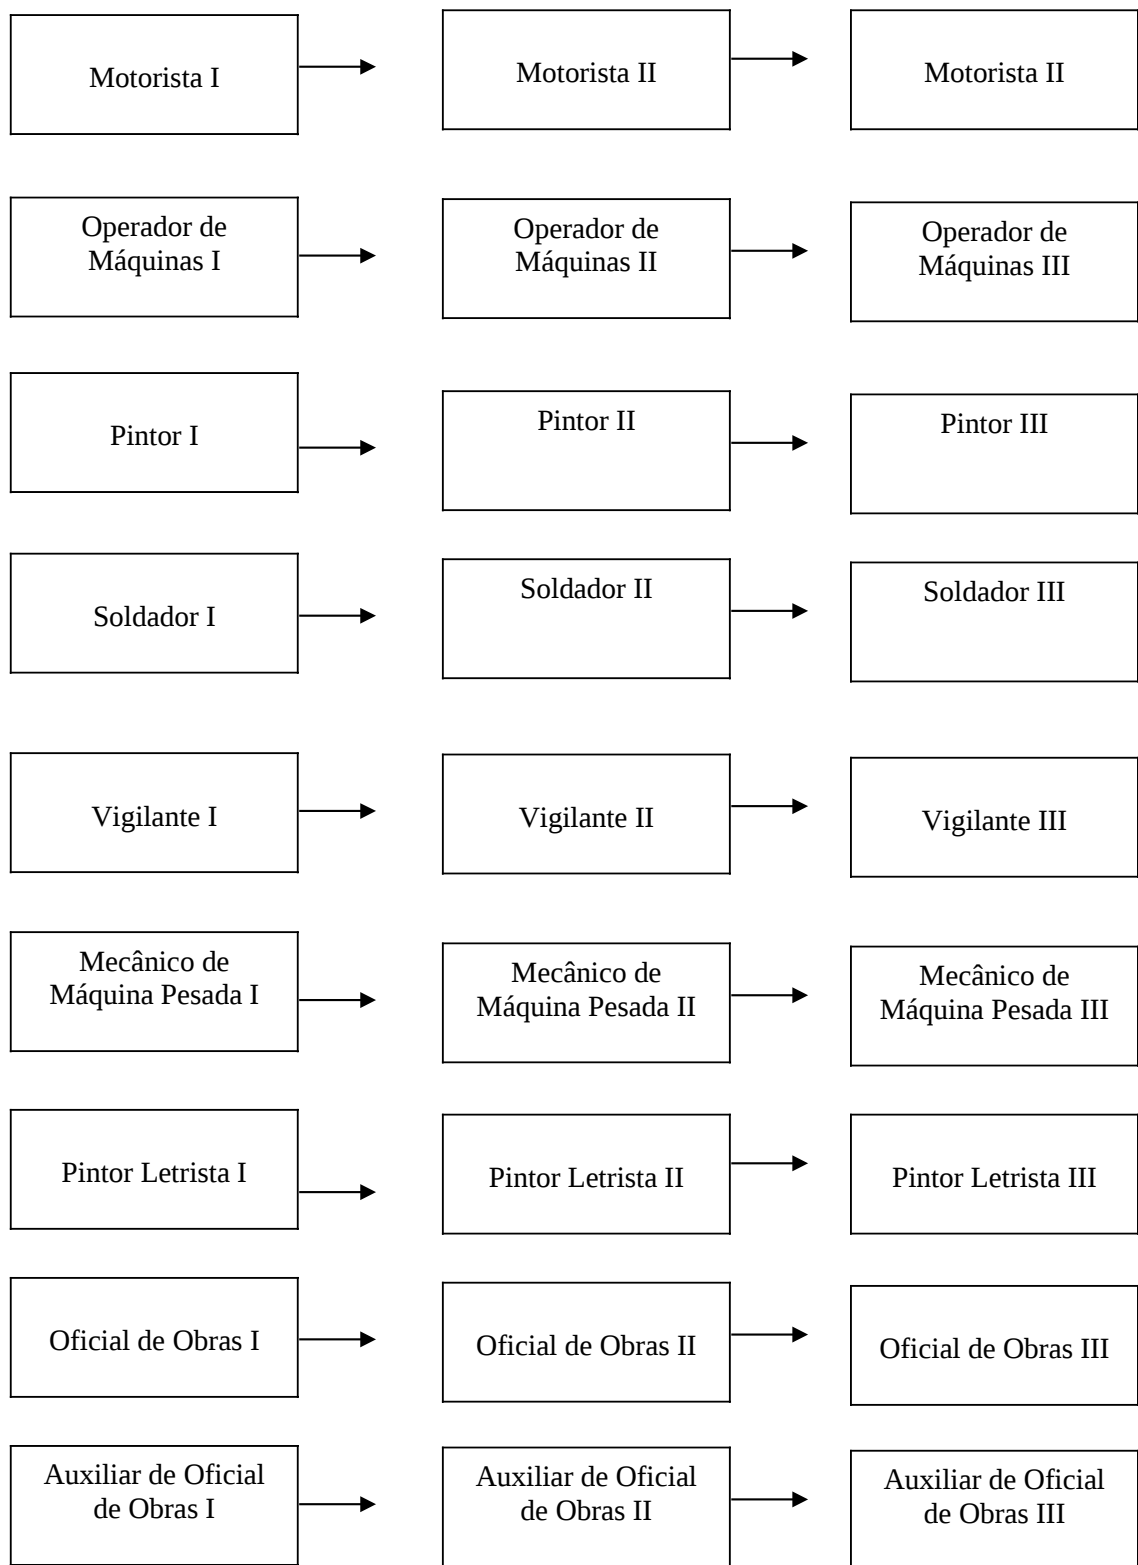 Motorista I
Motorista II
Motorista II
Operador de
Máquinas I
Operador de
Máquinas II
Operador de
Máquinas III
Pintor I
Pintor II
Pintor III
Soldador I
Soldador II
Soldador III
Vigilante I
Vigilante II
Vigilante III
Mecânico de
Máquina Pesada I
Mecânico de
Máquina Pesada II
Mecânico de
Máquina Pesada III
Pintor Letrista I
Pintor Letrista II
Pintor Letrista III
Oficial de Obras I
Oficial de Obras II
Oficial de Obras III
Auxiliar de Oficial
de Obras I
Auxiliar de Oficial
de Obras II
Auxiliar de Oficial
de Obras III